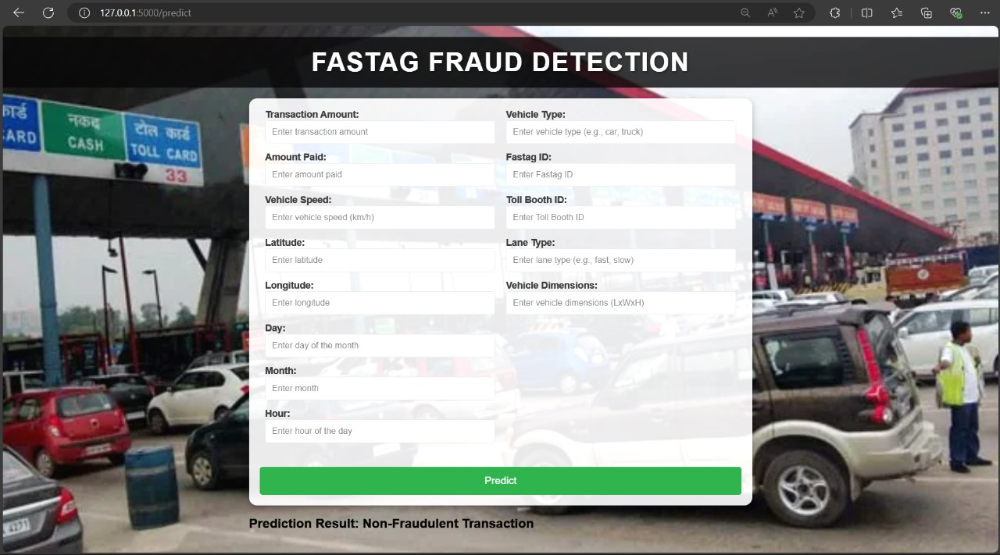 127.0.0.1:5000/predict
FASTAG FRAUD DETECTION
कार्ड
CARD
नकद
CASH
टोल कार्ड
TOLL CARD
33
Transaction Amount:
Enter transaction amount
Vehicle Type:
Enter vehicle type (e.g., car, truck)
Amount Paid:
Enter amount paid
Fastag ID:
Enter Fastag ID
Vehicle Speed:
Enter vehicle speed (km/h)
Toll Booth ID:
Enter Toll Booth ID
Latitude:
Enter latitude
Lane Type:
Enter lane type (e.g., fast, slow)
Longitude:
Enter longitude
Vehicle Dimensions:
Enter vehicle dimensions (LxWxH)
Day:
Enter day of the month
Month:
Enter month
Hour:
Enter hour of the day
Predict
Prediction Result: Non-Fraudulent Transaction
4271